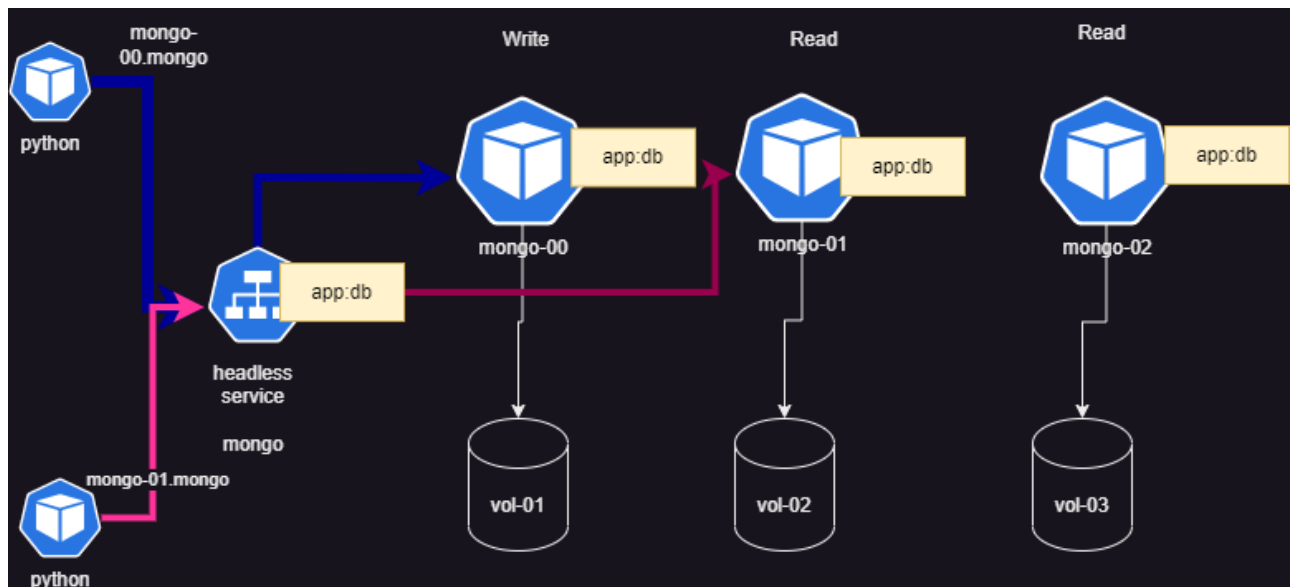 mongo-
00.mongo
Write
Read
Read
python
app:db
app:db
app:db
mongo-00
mongo-01
mongo-02
app:db
headless
service
mongo
mongo-01.mongo
vol-01
vol-02
vol-03
python